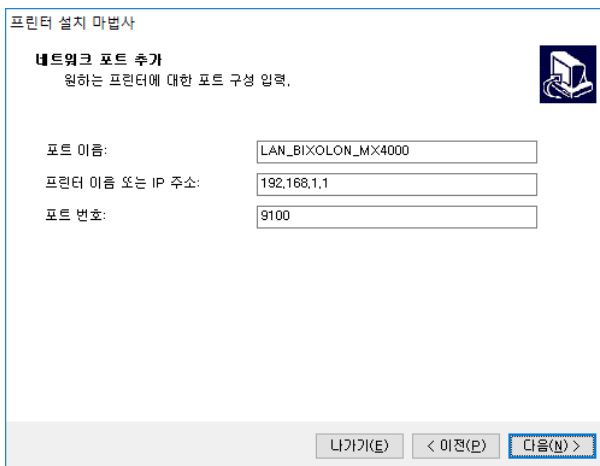 프린터 설치 마법사
네트워크 포트 추가
원하는 프린터에 대한 포트 구성 입력.
포트 이름: LAN_BIXOLON_MX4000
프린터 이름 또는 IP 주소: 192.168.1.1
포트 번호: 9100
나가기(E) < 이전(P) 다음(N) >